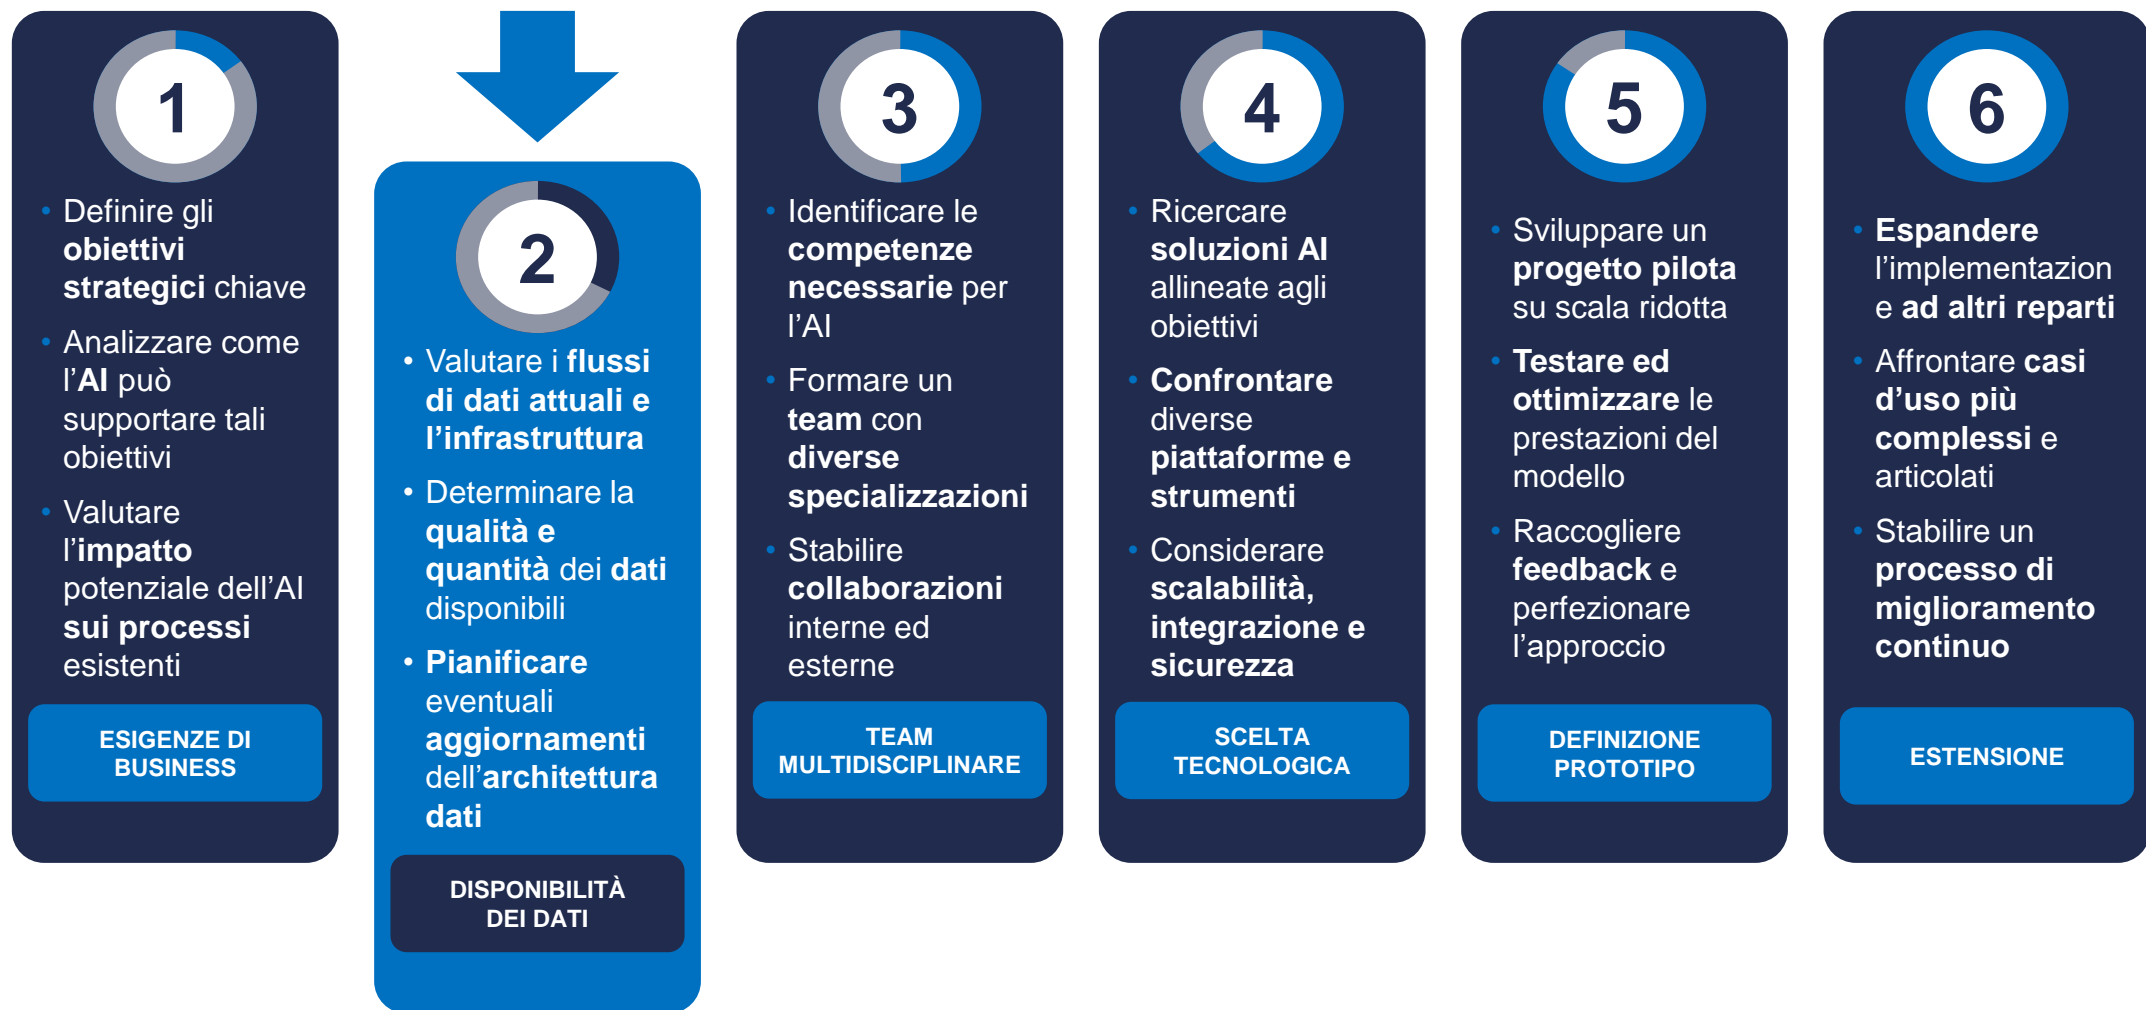 1
• Definire gli
obiettivi
strategici chiave
• Analizzare come
l’AI può
supportare tali
obiettivi
• Valutare
l’impatto
potenziale dell’AI
sui processi
esistenti
ESIGENZE DI
BUSINESS
2
• Valutare i flussi
di dati attuali e
l’infrastruttura
• Determinare la
qualità e
quantità dei dati
disponibili
• Pianificare
eventuali
aggiornamenti
dell’architettura
dati
DISPONIBILITÀ
DEI DATI
3
• Identificare le
competenze
necessarie per
l’AI
• Formare un
team con
diverse
specializzazioni
• Stabilire
collaborazioni
interne ed
esterne
TEAM
MULTIDISCIPLINARE
4
• Ricercare
soluzioni AI
allineate agli
obiettivi
• Confrontare
diverse
piattaforme e
strumenti
• Considerare
scalabilità,
integrazione e
sicurezza
SCELTA
TECNOLOGICA
5
• Sviluppare un
progetto pilota
su scala ridotta
• Testare ed
ottimizzare le
prestazioni del
modello
• Raccogliere
feedback e
perfezionare
l’approccio
DEFINIZIONE
PROTOTIPO
6
• Espandere
l’implementazion
e ad altri reparti
• Affrontare casi
d’uso più
complessi e
articolati
• Stabilire un
processo di
miglioramento
continuo
ESTENSIONE